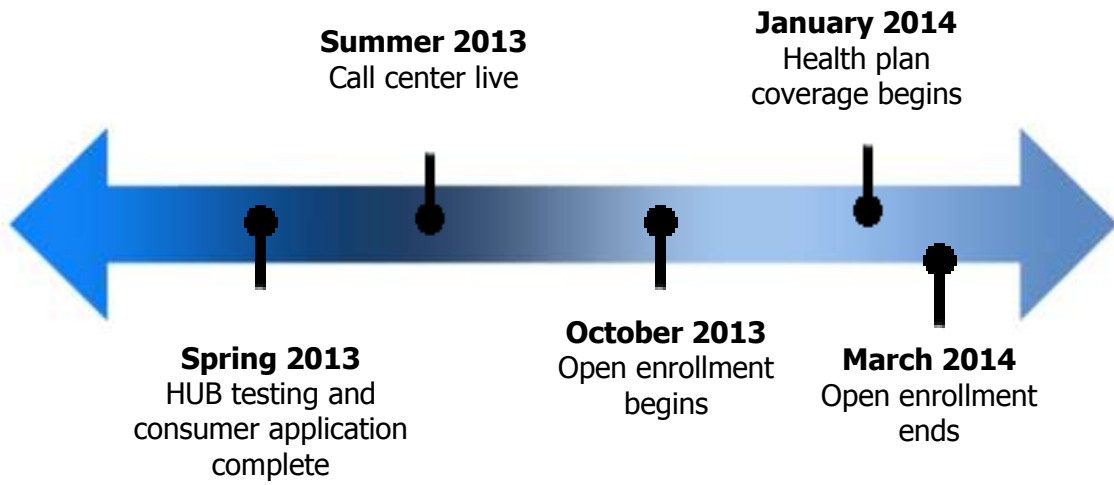 Summer 2013
Call center live
January 2014
Health plan
coverage begins
Spring 2013
HUB testing and
consumer application
complete
October 2013
Open enrollment
begins
March 2014
Open enrollment
ends